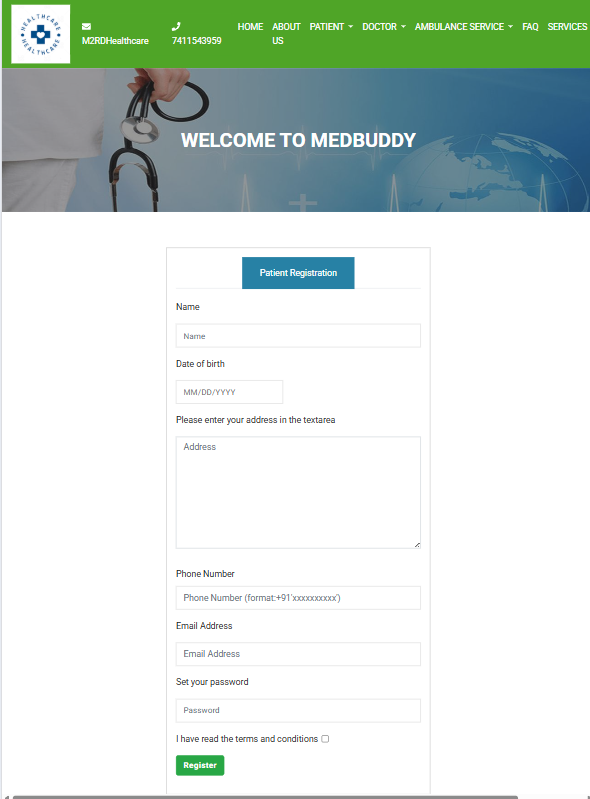 HEALTHCARE
HEALTHCARE
M2RDHealthcare
7411543959
HOME
ABOUT US
PATIENT
DOCTOR
AMBULANCE SERVICE
FAQ
SERVICES
WELCOME TO MEDBUDDY
Patient Registration
Name
Name
Date of birth
MM/DD/YYYY
Please enter your address in the textarea
Address
Phone Number
Phone Number (format:+91'xxxxxxxxxx')
Email Address
Email Address
Set your password
Password
I have read the terms and conditions
Register